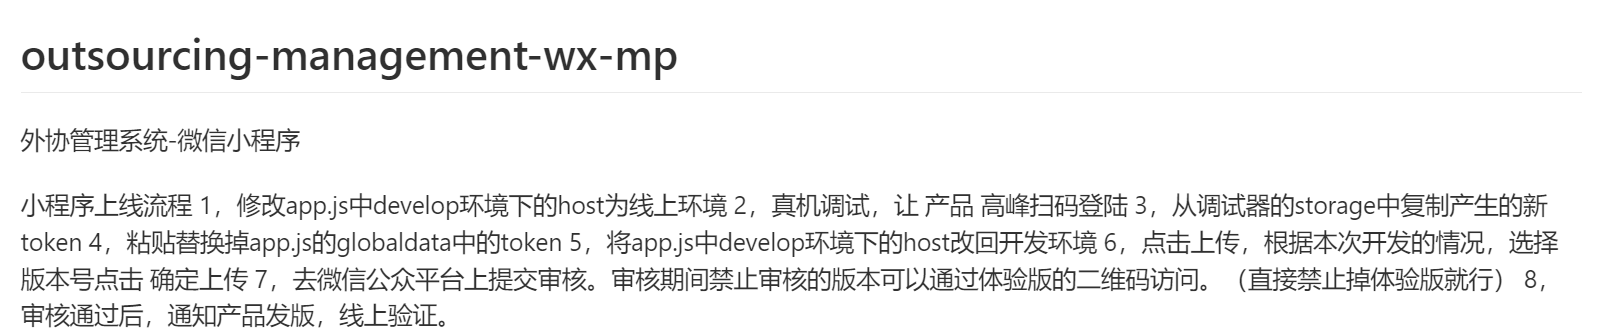 outsourcing-management-wx-mp
外协管理系统-微信小程序
小程序上线流程 1，修改app.js中develop环境下的host为线上环境 2，真机调试，让 产品 高峰扫码登陆 3，从调试器的storage中复制产生的新
token 4，粘贴替换掉app.js的globaldata中的token 5，将app.js中develop环境下的host改回开发环境 6，点击上传，根据本次开发的情况，选择
版本号点击 确定上传 7，去微信公众平台上提交审核。审核期间禁止审核的版本可以通过体验版的二维码访问。（直接禁止掉体验版就行） 8，
审核通过后，通知产品发版，线上验证。